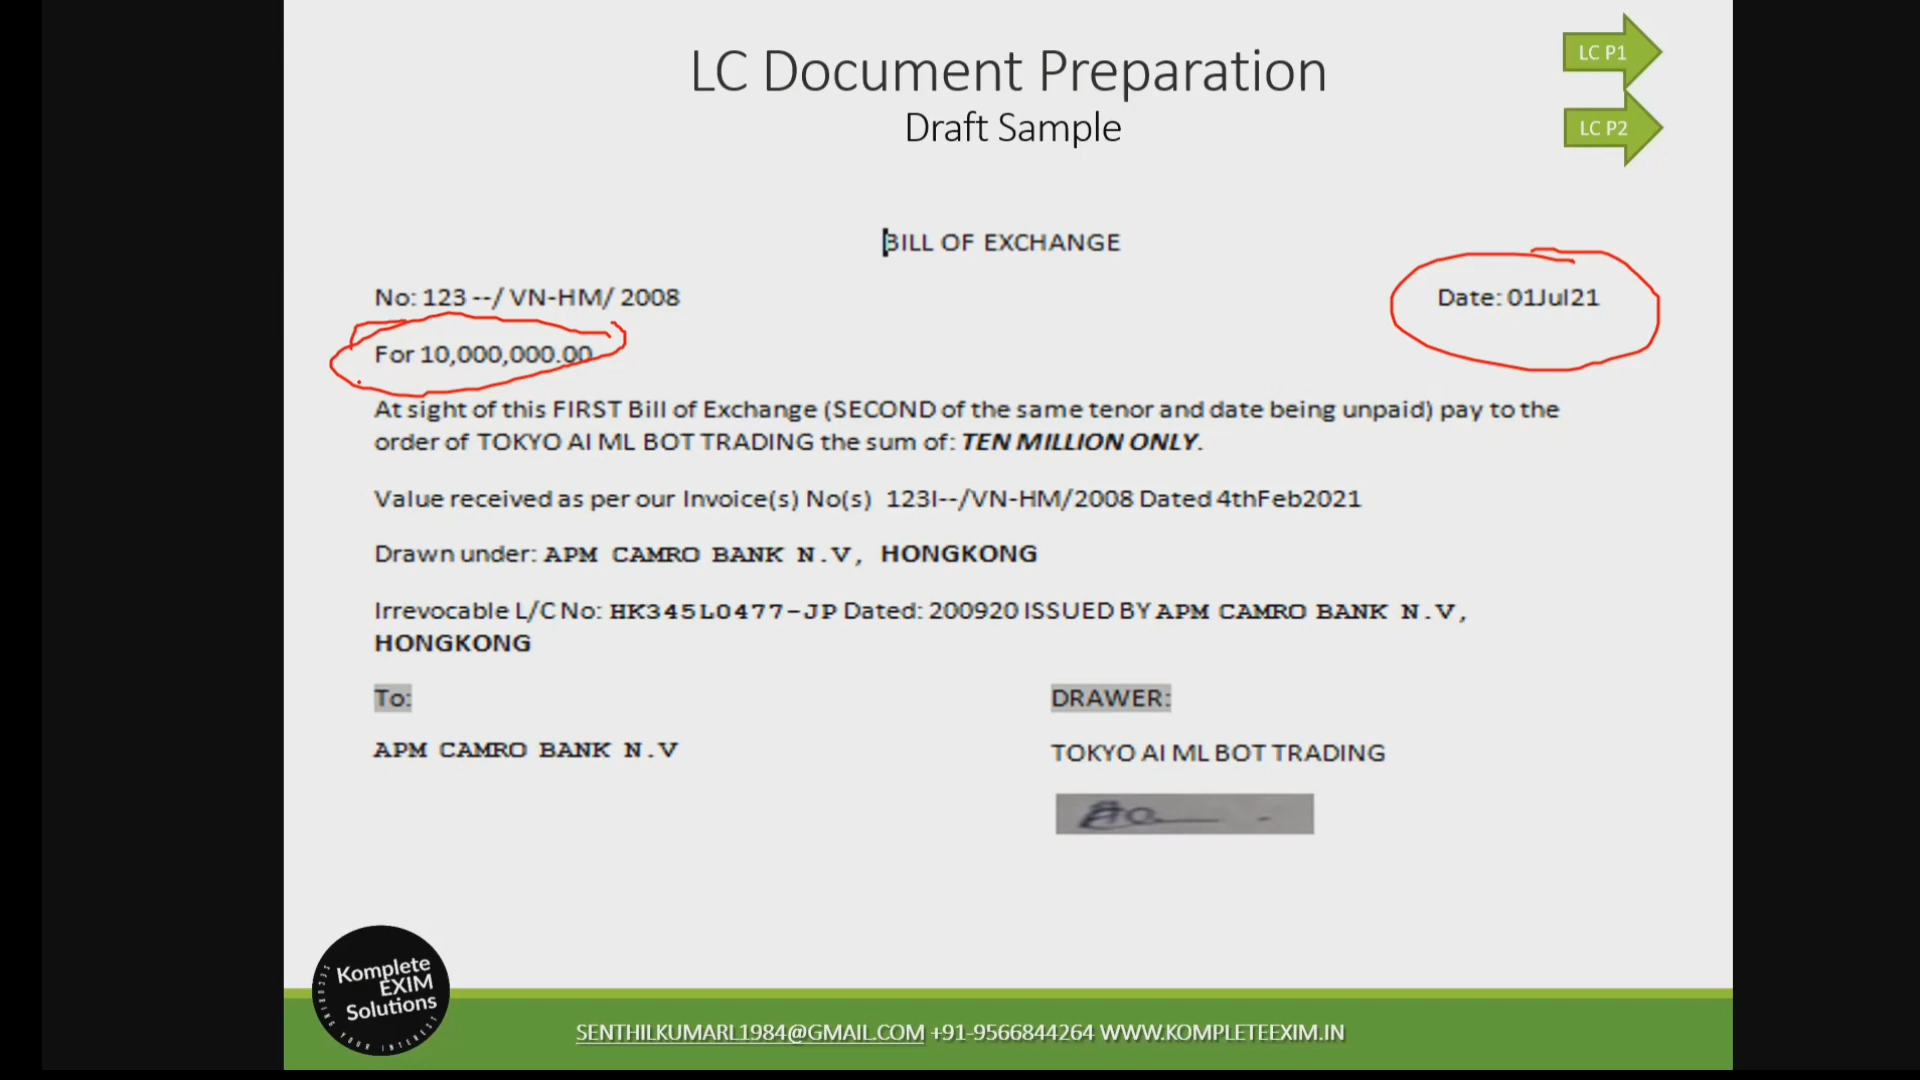 LC Document Preparation
Draft Sample
LC P1
LC P2
BILL OF EXCHANGE
No: 123 --/ VN-HM/ 2008
Date: 01Jul21
For 10,000,000.00
At sight of this FIRST Bill of Exchange (SECOND of the same tenor and date being unpaid) pay to the
order of TOKYO AI ML BOT TRADING the sum of: TEN MILLION ONLY.
Value received as per our Invoice(s) No(s) 123I--/VN-HM/2008 Dated 4thFeb2021
Drawn under: APM CAMRO BANK N.V, HONGKONG
Irrevocable L/C No: HK345L0477-JP Dated: 200920 ISSUED BY APM CAMRO BANK N.V,
HONGKONG
To:
DRAWER:
APM CAMRO BANK N.V
TOKYO AI ML BOT TRADING
Komplete
EXIM
Solutions
SECURING YOUR INTEREST
SENTHILKUMARL1984@GMAIL.COM +91-9566844264 WWW.KOMPLETEEXIM.IN